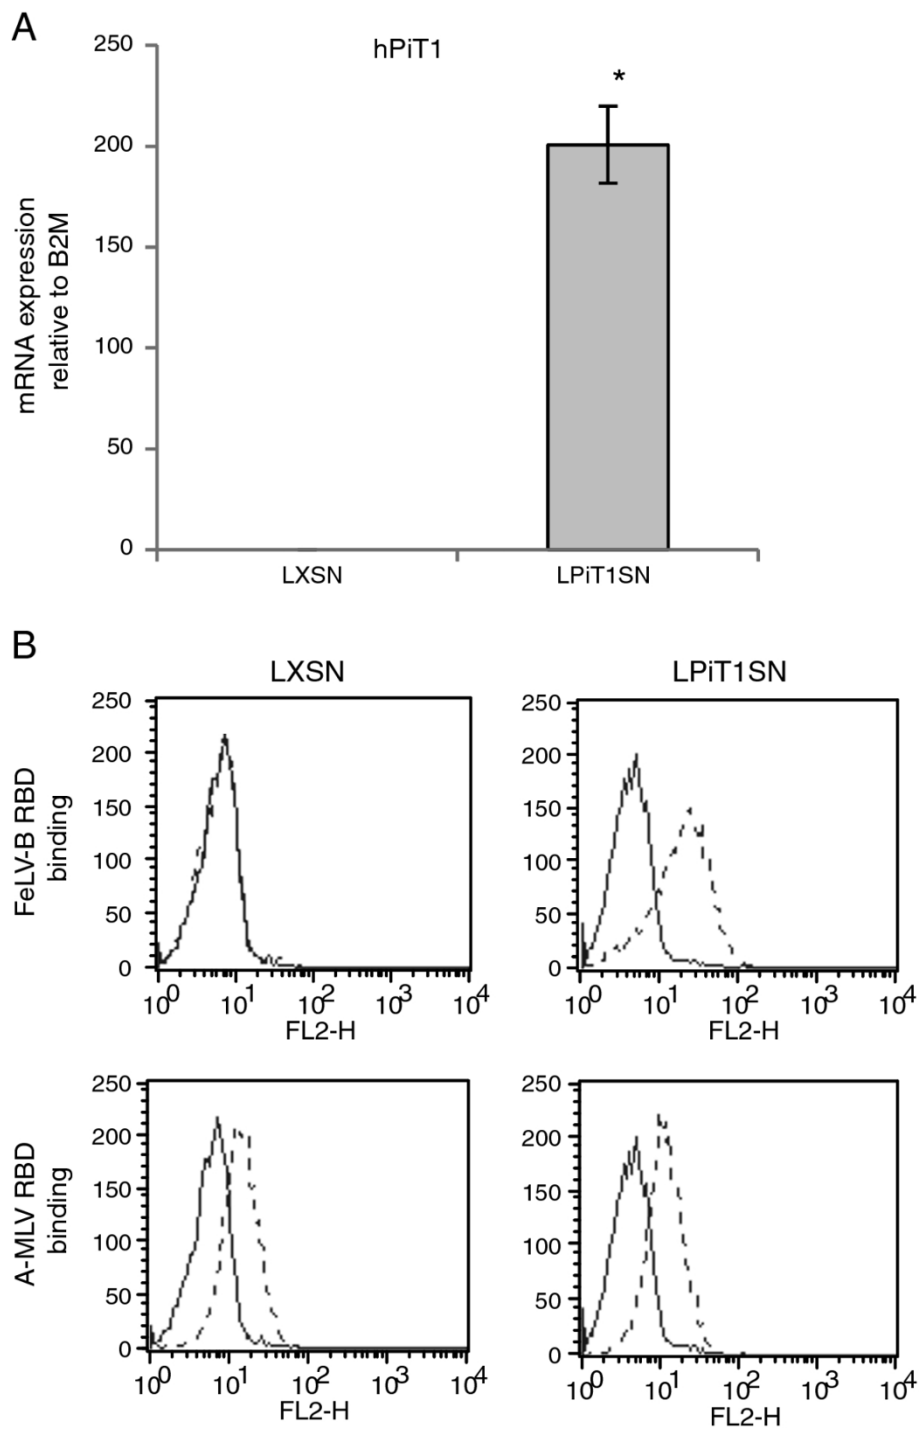 A
hPiT1
*
250
200
150
100
50
0
mRNA expression
relative to B2M
LXSN
LPiT1SN
B
LXSN
LPiT1SN
FeLV-B RBD
binding
250
200
150
100
50
0
10^0 10^1 10^2 10^3 10^4
FL2-H
250
200
150
100
50
0
10^0 10^1 10^2 10^3 10^4
FL2-H
A-MLV RBD
binding
250
200
150
100
50
0
10^0 10^1 10^2 10^3 10^4
FL2-H
250
200
150
100
50
0
10^0 10^1 10^2 10^3 10^4
FL2-H